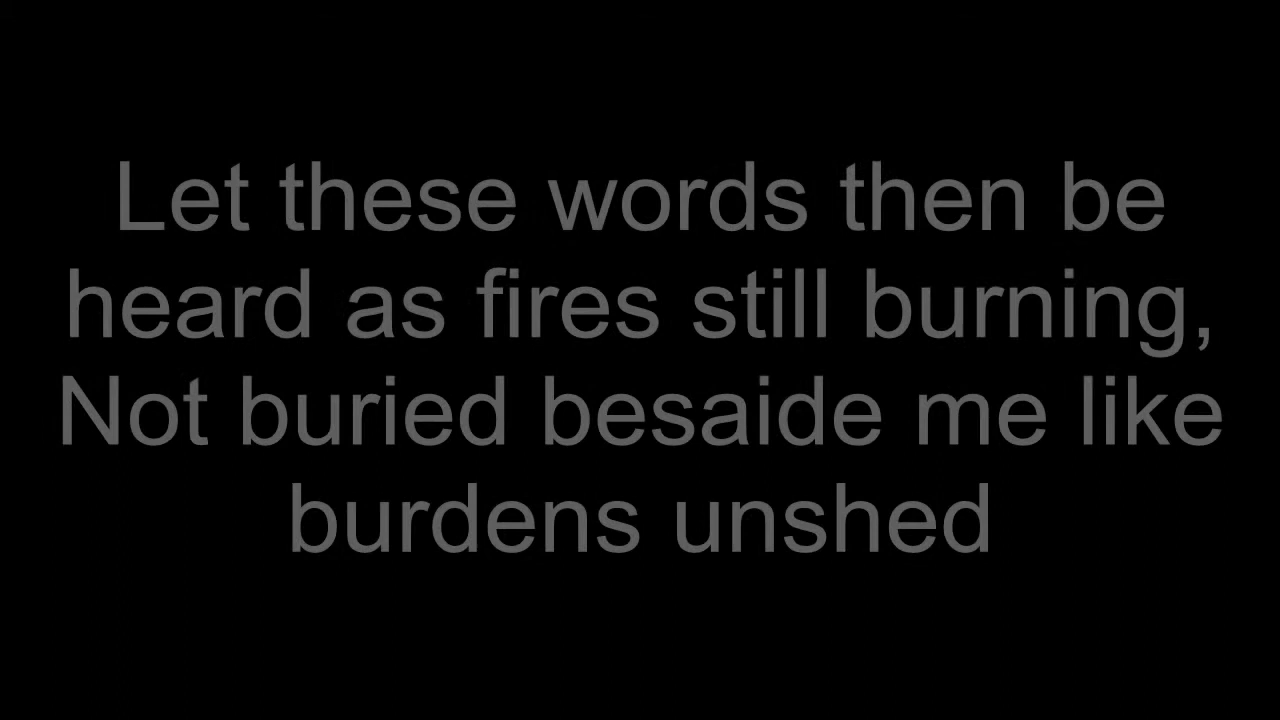 Let these words then be
heard as fires still burning,
Not buried besaide me like
burdens unshed